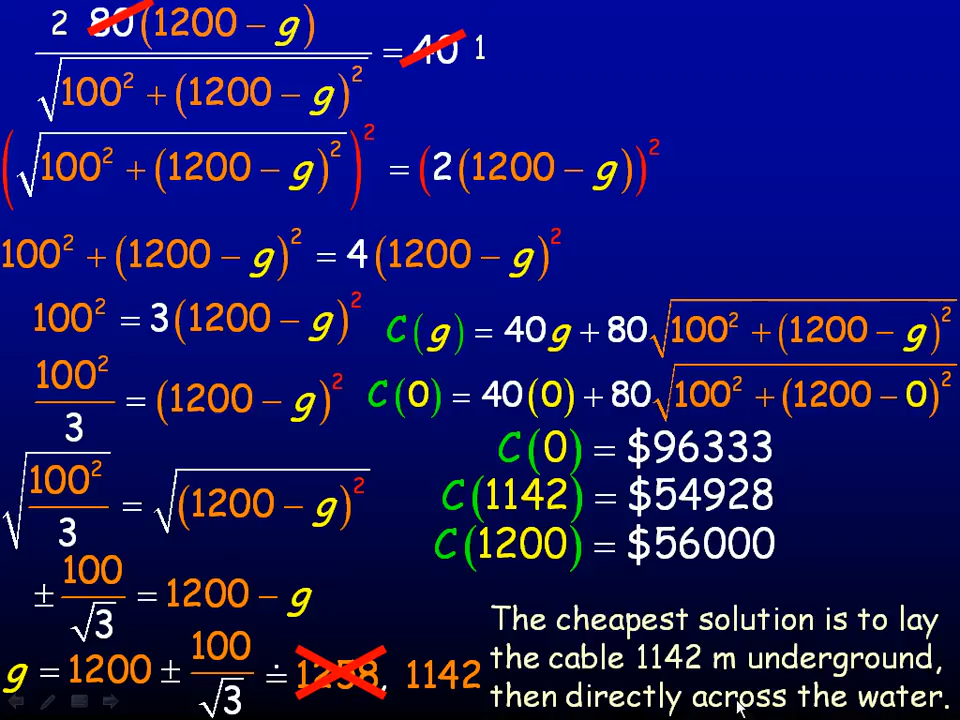 2 80(1200 − g) / √(100² + (1200 − g)²) = 40 1
(√(100² + (1200 − g)²))² = (2(1200 − g))²
100² + (1200 − g)² = 4(1200 − g)²
100² = 3(1200 − g)²
100² / 3 = (1200 − g)²
√(100² / 3) = √((1200 − g)²)
± 100 / √3 = 1200 − g
g = 1200 ± 100 / √3 ≐ 1258, 1142
C(g) = 40g + 80√(100² + (1200 − g)²)
C(0) = 40(0) + 80√(100² + (1200 − 0)²)
C(0) = $96333
C(1142) = $54928
C(1200) = $56000
The cheapest solution is to lay
the cable 1142 m underground,
then directly across the water.